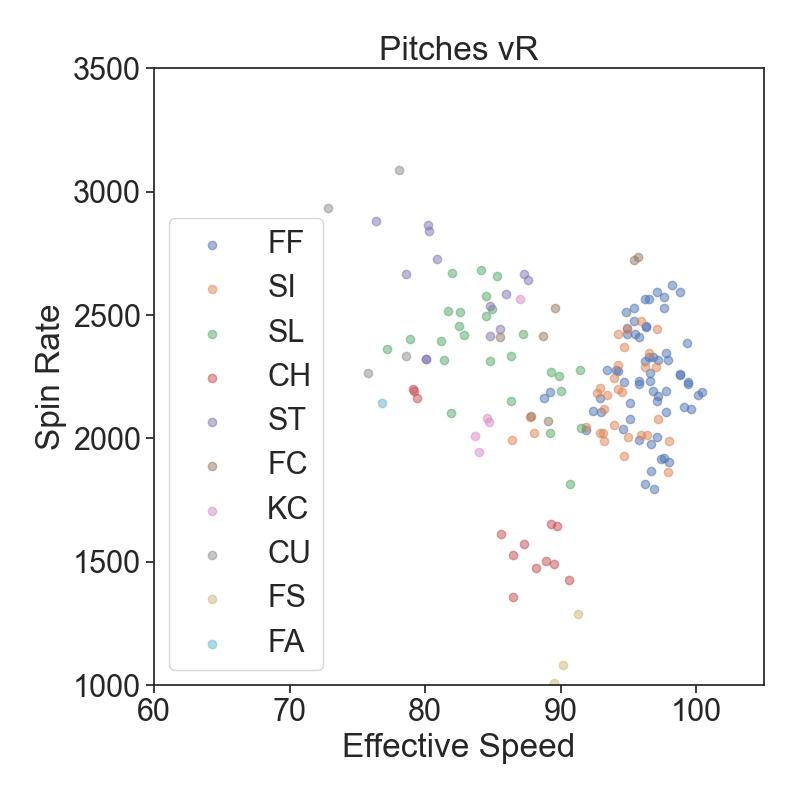 Pitches vR
3500
3000
2500
2000
1500
1000
Spin Rate
FF
SI
SL
CH
ST
FC
KC
CU
FS
FA
60
70
80
90
100
Effective Speed